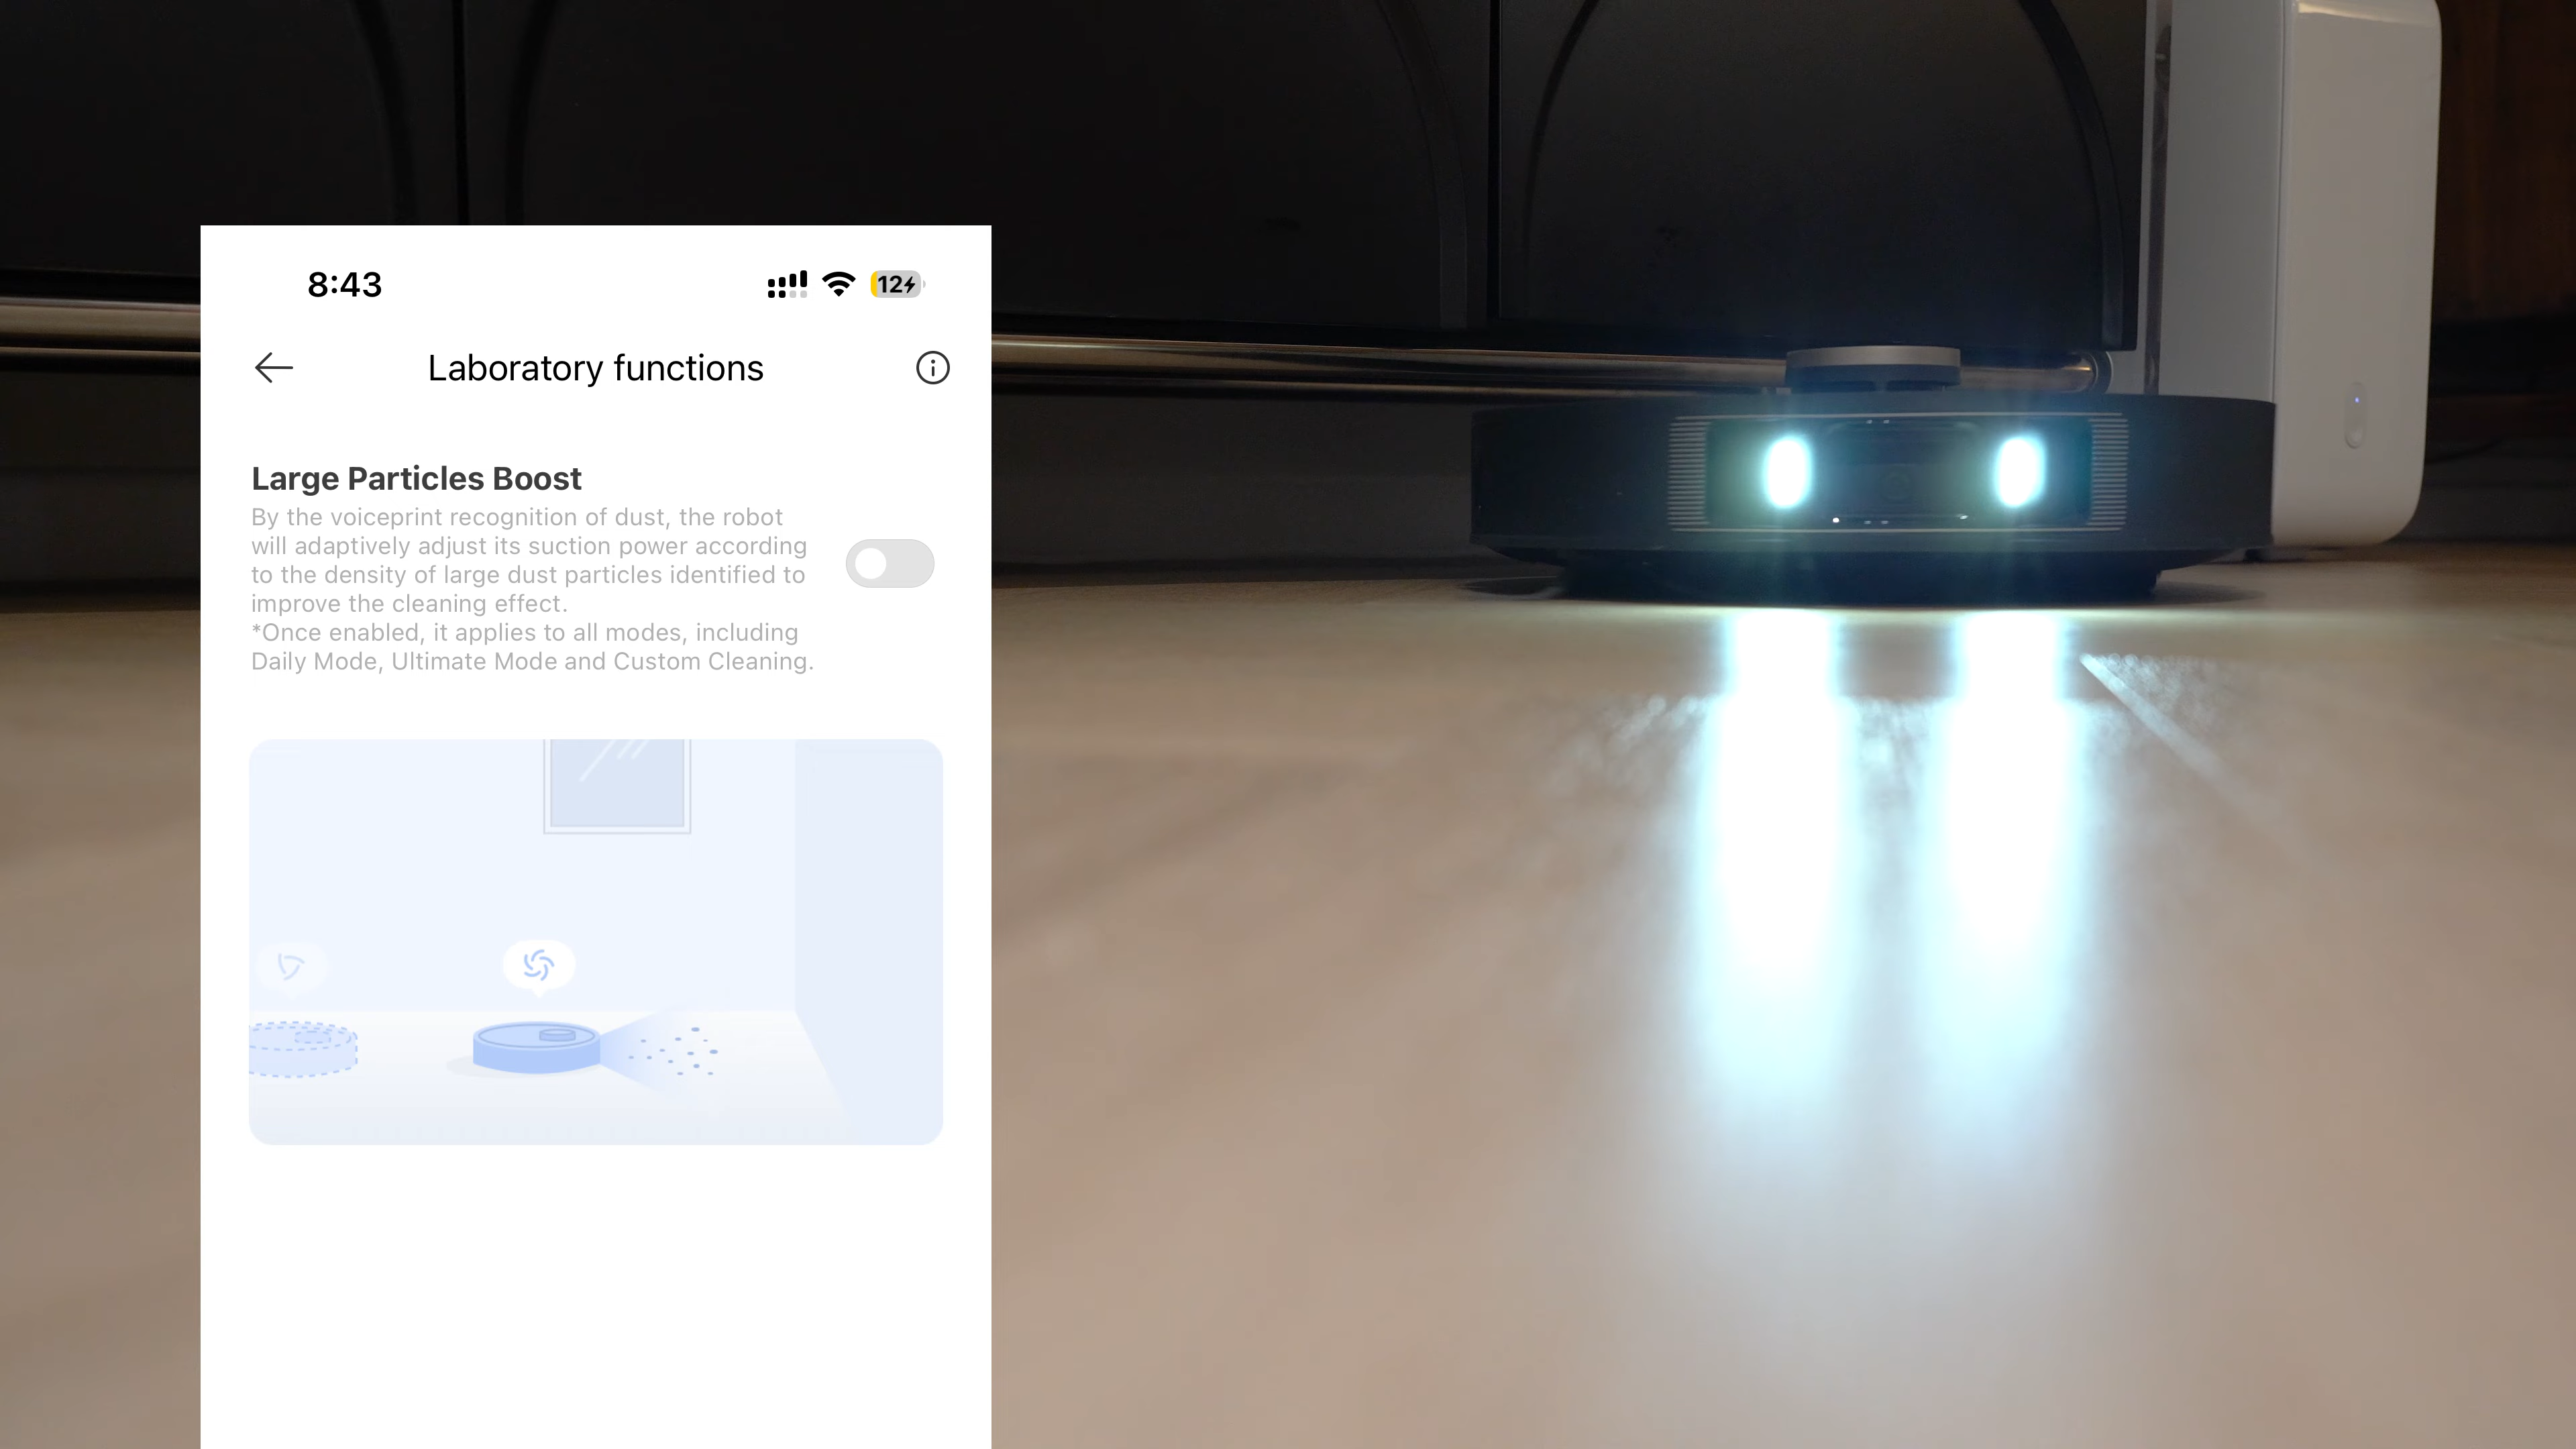 8:43
12
Laboratory functions
Large Particles Boost
By the voiceprint recognition of dust, the robot
will adaptively adjust its suction power according
to the density of large dust particles identified to
improve the cleaning effect.
*Once enabled, it applies to all modes, including
Daily Mode, Ultimate Mode and Custom Cleaning.